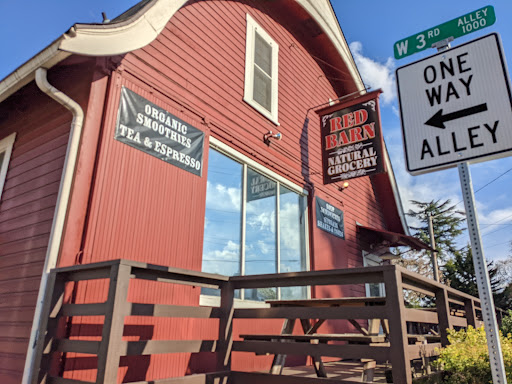 W 3RD ALLEY
1000
ONE
WAY
ALLEY
ORGANIC
SMOOTHIES
TEA & ESPRESSO
RED
BARN
NATURAL
GROCERY